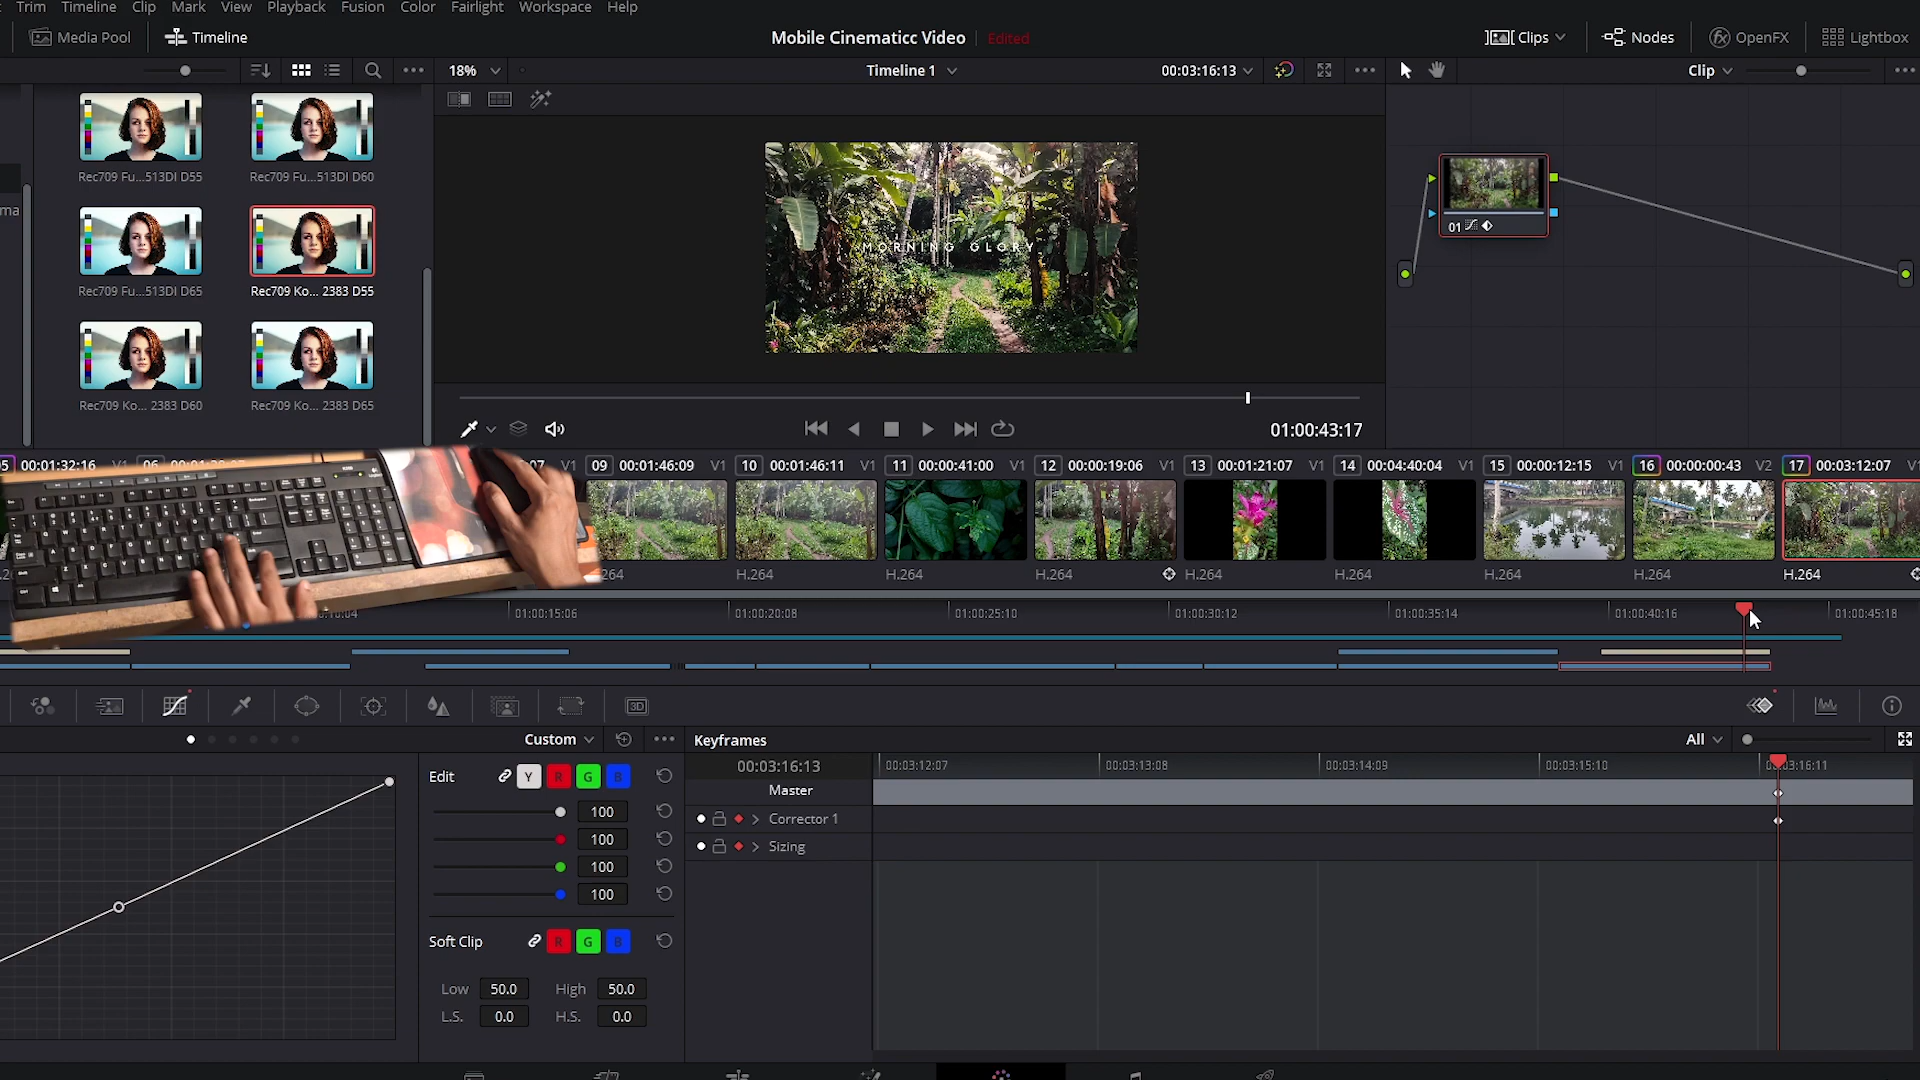 Trim Timeline Clip Mark View Playback Fusion Color Fairlight Workspace Help
Media Pool Timeline Mobile Cinematicc Video Edited Clips Nodes OpenFX Lightbox
18% Timeline 1 00:03:16:13 Clip
Rec709 Fu...513DI D55 Rec709 Fu...513DI D60
ma
Rec709 Fu...513DI D65 Rec709 Ko... 2383 D55
Rec709 Ko... 2383 D60 Rec709 Ko... 2383 D65
MORNING GLORY
01
01:00:43:17
00:01:32:16 09 00:01:46:09 V1 10 00:01:46:11 V1 11 00:00:41:00 V1 12 00:00:19:06 V1 13 00:01:21:07 V1 14 00:04:40:04 V1 15 00:00:12:15 V1 16 00:00:00:43 V2 17 00:03:12:07
264 H.264 H.264 H.264 H.264 H.264 H.264 H.264 H.264
01:00:15:06 01:00:20:08 01:00:25:10 01:00:30:12 01:00:35:14 01:00:40:16 01:00:45:18
3D
Custom Keyframes All
00:03:16:13 00:03:12:07 00:03:13:08 00:03:14:09 00:03:15:10 3:16:11
Edit Y R G B
Master
100
Corrector 1
100
Sizing
100
100
Soft Clip R G B
Low 50.0 High 50.0
L.S. 0.0 H.S. 0.0